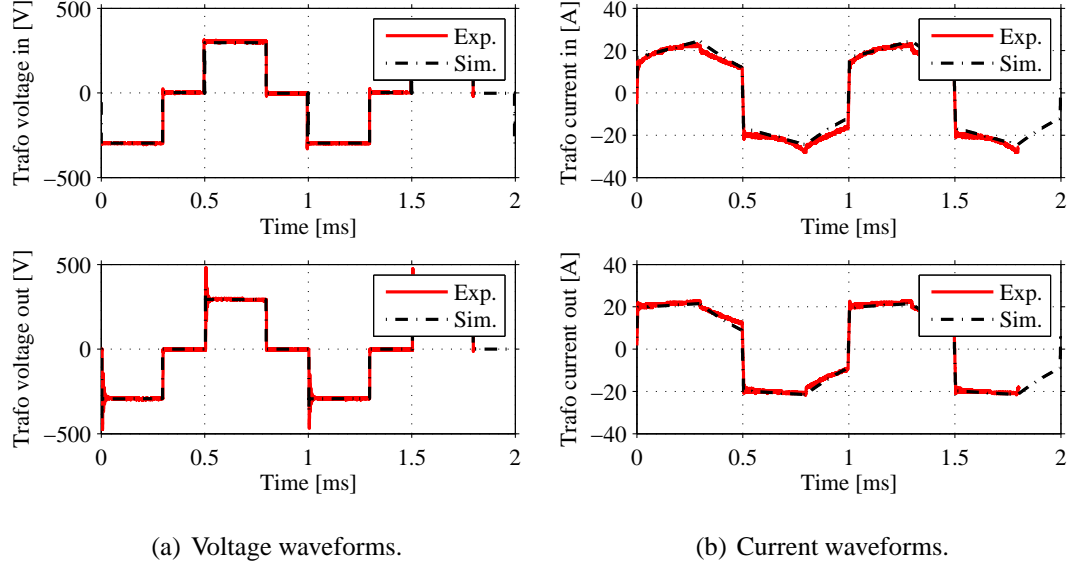 500
0
−500
Trafo voltage in [V]
0 0.5 1 1.5 2
Time [ms]
Exp.
Sim.
40
20
0
−20
−40
Trafo current in [A]
0 0.5 1 1.5 2
Time [ms]
Exp.
Sim.
500
0
−500
Trafo voltage out [V]
0 0.5 1 1.5 2
Time [ms]
Exp.
Sim.
40
20
0
−20
−40
Trafo current out [A]
0 0.5 1 1.5 2
Time [ms]
Exp.
Sim.
(a) Voltage waveforms.
(b) Current waveforms.